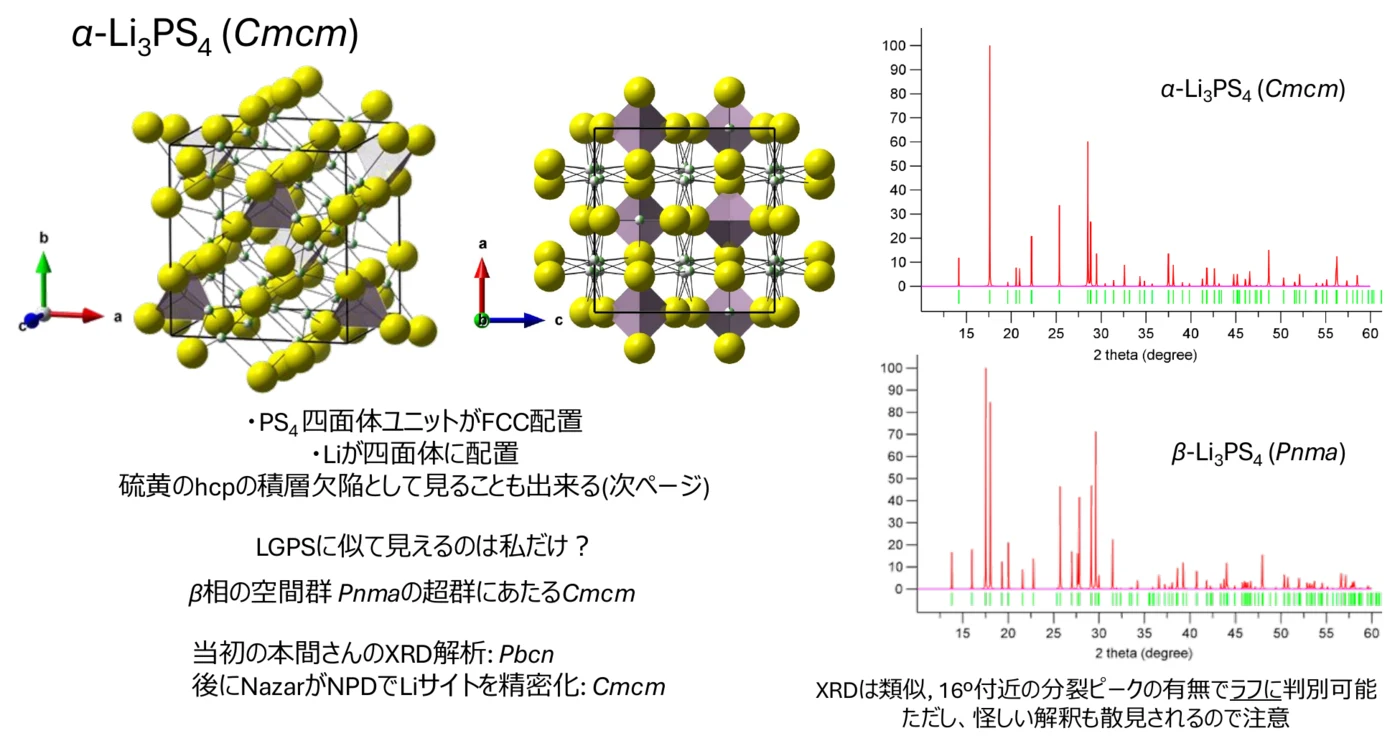 α-Li₃PS₄ (Cmcm)
b
a
c
a
b
c
・PS₄ 四面体ユニットがFCC配置
・Liが四面体に配置
硫黄のhcpの積層欠陥として見ることも出来る(次ページ)
LGPSに似て見えるのは私だけ？
β相の空間群 Pnmaの超群にあたるCmcm
当初の本間さんのXRD解析: Pbcn
後にNazarがNPDでLiサイトを精密化: Cmcm
α-Li₃PS₄ (Cmcm)
100
90
80
70
60
50
40
30
20
10
0
15 20 25 30 35 40 45 50 55 60
2 theta (degree)
β-Li₃PS₄ (Pnma)
100
90
80
70
60
50
40
30
20
10
0
15 20 25 30 35 40 45 50 55 60
2 theta (degree)
XRDは類似, 16º付近の分裂ピークの有無でラフに判別可能
ただし、怪しい解釈も散見されるので注意